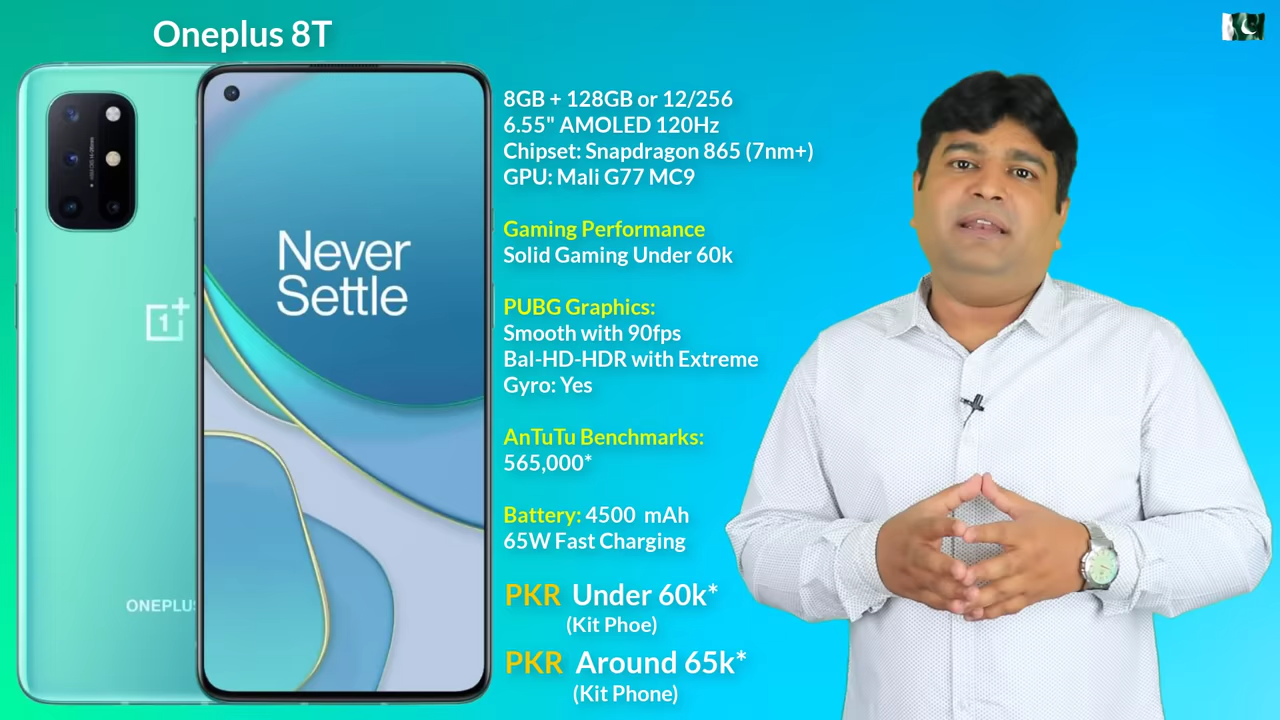 Oneplus 8T
Never
Settle
ONEPLUS
8GB + 128GB or 12/256
6.55" AMOLED 120Hz
Chipset: Snapdragon 865 (7nm+)
GPU: Mali G77 MC9
Gaming Performance
Solid Gaming Under 60k
PUBG Graphics:
Smooth with 90fps
Bal-HD-HDR with Extreme
Gyro: Yes
AnTuTu Benchmarks:
565,000*
Battery: 4500 mAh
65W Fast Charging
PKR Under 60k*
(Kit Phoe)
PKR Around 65k*
(Kit Phone)